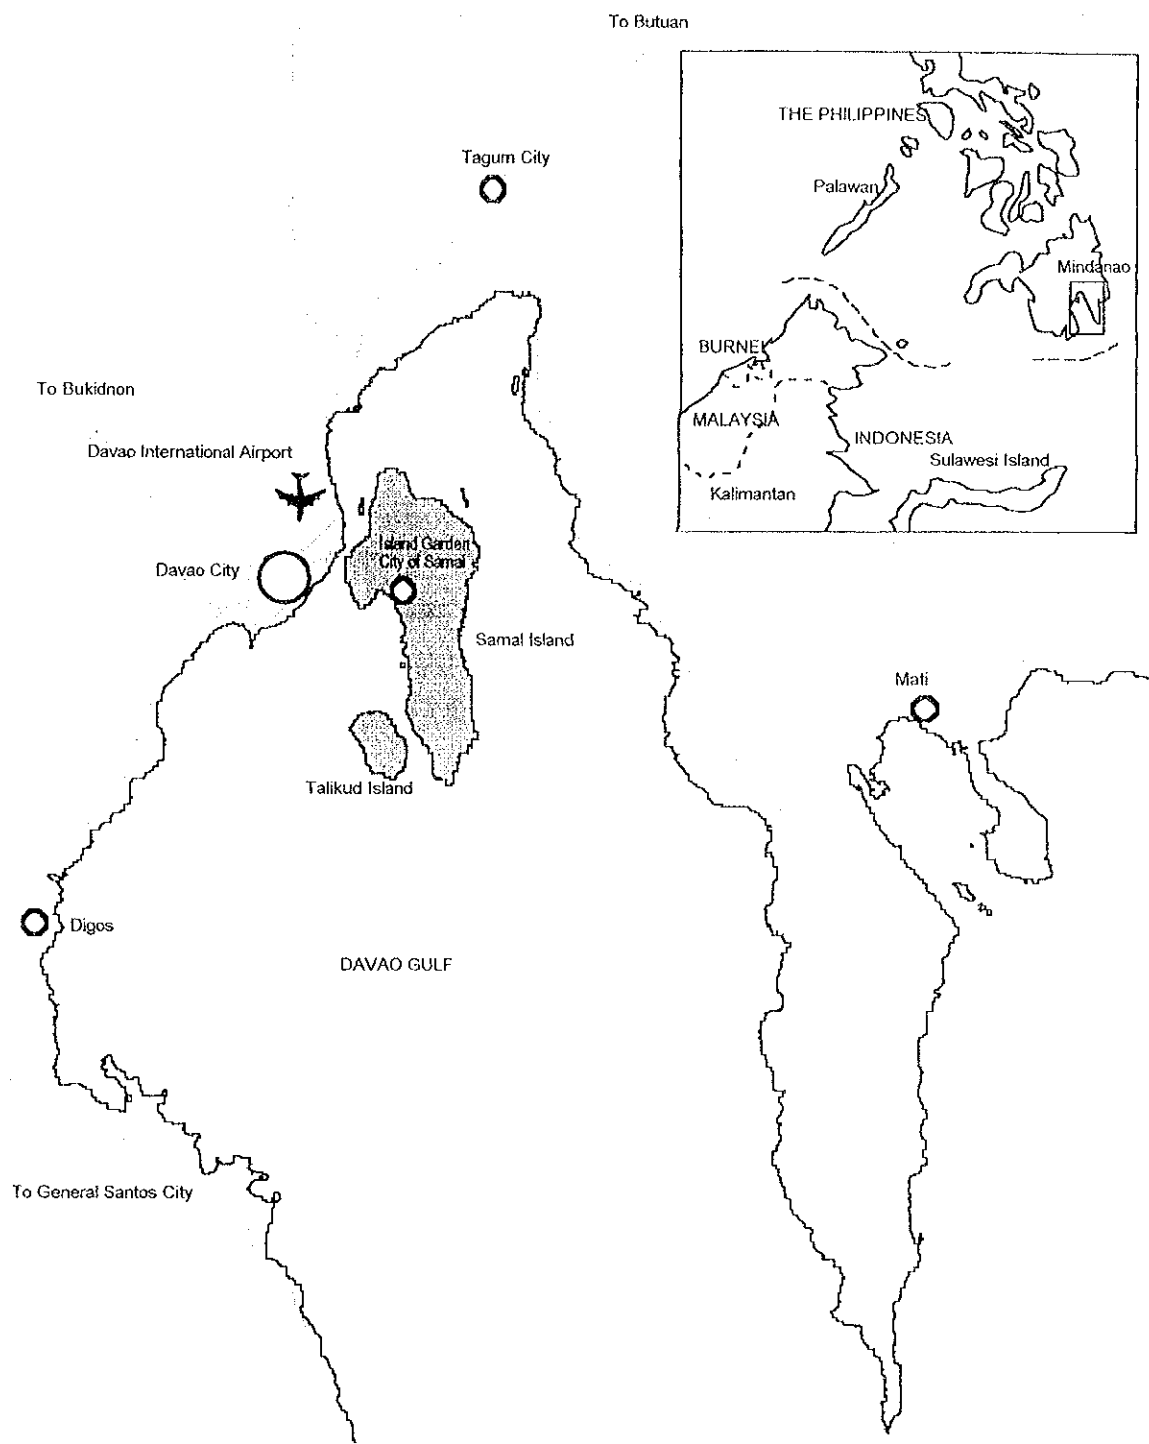 To Butuan
THE PHILIPPINES
Tagum City
Palawan
Mindanao
BURNEI
To Bukidnon
MALAYSIA
Davao International Airport
INDONESIA
Sulawesi Island
Kalimantan
Island Garden
City of Samal
Davao City
Samal Island
Mati
Talikud Island
Digos
DAVAO GULF
To General Santos City